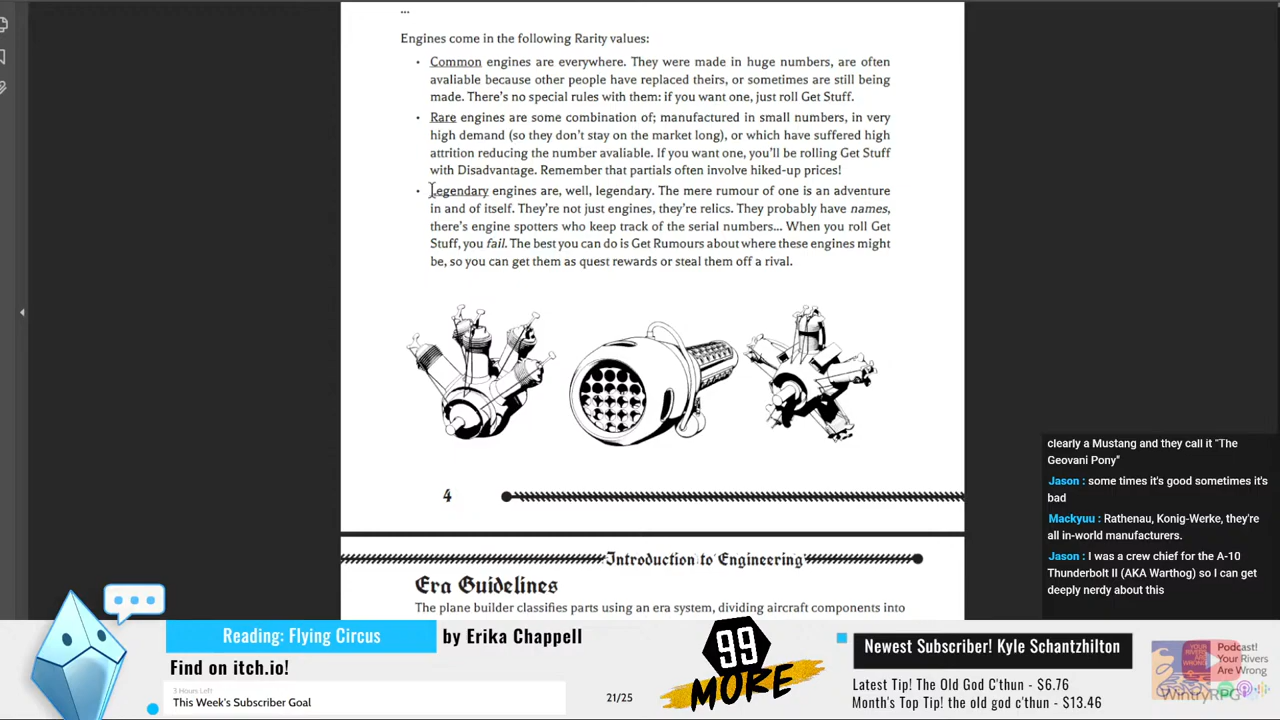 ...
Engines come in the following Rarity values:
• Common engines are everywhere. They were made in huge numbers, are often
avaliable because other people have replaced theirs, or sometimes are still being
made. There's no special rules with them: if you want one, just roll Get Stuff.
• Rare engines are some combination of; manufactured in small numbers, in very
high demand (so they don't stay on the market long), or which have suffered high
attrition reducing the number avaliable. If you want one, you'll be rolling Get Stuff
with Disadvantage. Remember that partials often involve hiked-up prices!
• Legendary engines are, well, legendary. The mere rumour of one is an adventure
in and of itself. They're not just engines, they're relics. They probably have names,
there's engine spotters who keep track of the serial numbers... When you roll Get
Stuff, you fail. The best you can do is Get Rumours about where these engines might
be, so you can get them as quest rewards or steal them off a rival.
4
Introduction to Engineering
Era Guidelines
The plane builder classifies parts using an era system, dividing aircraft components into
clearly a Mustang and they call it "The
Geovani Pony"
Jason : some times it's good sometimes it's
bad
Mackyuu : Rathenau, Konig-Werke, they're
all in-world manufacturers.
Jason : I was a crew chief for the A-10
Thunderbolt II (AKA Warthog) so I can get
deeply nerdy about this
Reading: Flying Circus
by Erika Chappell
Find on itch.io!
3 Hours Left
This Week's Subscriber Goal
21/25
99
MORE
Newest Subscriber! Kyle Schantzhilton
Latest Tip! The Old God C'thun - $6.76
Month's Top Tip! the old god c'thun - $13.46
YOUR
RIVERS
ARE
WRONG
Podcast!
Your Rivers
Are Wrong
WintryRPG